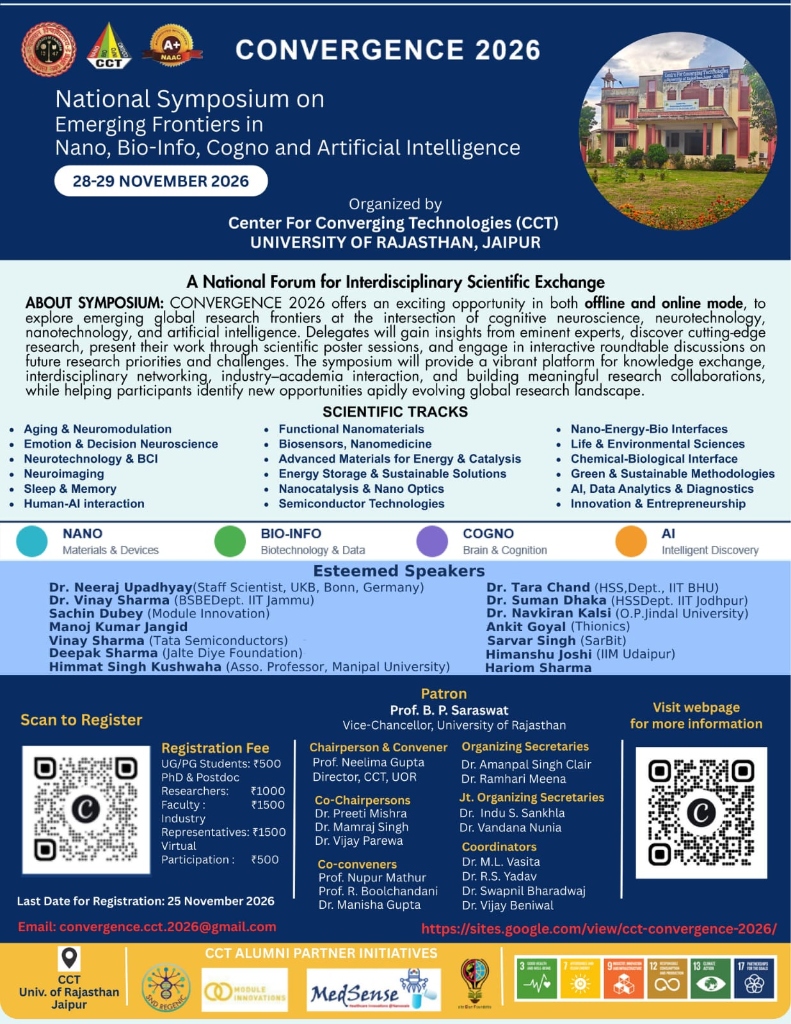 CCT
A+
NAAC
CONVERGENCE 2026
National Symposium on
Emerging Frontiers in
Nano, Bio-Info, Cogno and Artificial Intelligence
28-29 NOVEMBER 2026
Organized by
Center For Converging Technologies (CCT)
UNIVERSITY OF RAJASTHAN, JAIPUR
A National Forum for Interdisciplinary Scientific Exchange
ABOUT SYMPOSIUM: CONVERGENCE 2026 offers an exciting opportunity in both offline and online mode, to
explore emerging global research frontiers at the intersection of cognitive neuroscience, neurotechnology,
nanotechnology, and artificial intelligence. Delegates will gain insights from eminent experts, discover cutting-edge
research, present their work through scientific poster sessions, and engage in interactive roundtable discussions on
future research priorities and challenges. The symposium will provide a vibrant platform for knowledge exchange,
interdisciplinary networking, industry–academia interaction, and building meaningful research collaborations,
while helping participants identify new opportunities apidly evolving global research landscape.
SCIENTIFIC TRACKS
• Aging & Neuromodulation
• Emotion & Decision Neuroscience
• Neurotechnology & BCI
• Neuroimaging
• Sleep & Memory
• Human-AI interaction
• Functional Nanomaterials
• Biosensors, Nanomedicine
• Advanced Materials for Energy & Catalysis
• Energy Storage & Sustainable Solutions
• Nanocatalysis & Nano Optics
• Semiconductor Technologies
• Nano-Energy-Bio Interfaces
• Life & Environmental Sciences
• Chemical-Biological Interface
• Green & Sustainable Methodologies
• AI, Data Analytics & Diagnostics
• Innovation & Entrepreneurship
NANO
Materials & Devices
BIO-INFO
Biotechnology & Data
COGNO
Brain & Cognition
AI
Intelligent Discovery
Esteemed Speakers
Dr. Neeraj Upadhyay(Staff Scientist, UKB, Bonn, Germany)
Dr. Vinay Sharma (BSBEDept. IIT Jammu)
Sachin Dubey (Module Innovation)
Manoj Kumar Jangid
Vinay Sharma (Tata Semiconductors)
Deepak Sharma (Jalte Diye Foundation)
Himmat Singh Kushwaha (Asso. Professor, Manipal University)
Dr. Tara Chand (HSS,Dept., IIT BHU)
Dr. Suman Dhaka (HSSDept. IIT Jodhpur)
Dr. Navkiran Kalsi (O.P.Jindal University)
Ankit Goyal (Thionics)
Sarvar Singh (SarBit)
Himanshu Joshi (IIM Udaipur)
Hariom Sharma
Scan to Register
Registration Fee
UG/PG Students: ₹500
PhD & Postdoc
Researchers: ₹1000
Faculty : ₹1500
Industry
Representatives: ₹1500
Virtual
Participation : ₹500
Last Date for Registration: 25 November 2026
Email: convergence.cct.2026@gmail.com
Patron
Prof. B. P. Saraswat
Vice-Chancellor, University of Rajasthan
Chairperson & Convener
Prof. Neelima Gupta
Director, CCT, UOR
Co-Chairpersons
Dr. Preeti Mishra
Dr. Mamraj Singh
Dr. Vijay Parewa
Co-conveners
Prof. Nupur Mathur
Prof. R. Boolchandani
Dr. Manisha Gupta
Organizing Secretaries
Dr. Amanpal Singh Clair
Dr. Ramhari Meena
Jt. Organizing Secretaries
Dr. Indu S. Sankhla
Dr. Vandana Nunia
Coordinators
Dr. M.L. Vasita
Dr. R.S. Yadav
Dr. Swapnil Bharadwaj
Dr. Vijay Beniwal
Visit webpage
for more information
https://sites.google.com/view/cct-convergence-2026/
CCT
Univ. of Rajasthan
Jaipur
CCT ALUMNI PARTNER INITIATIVES
MODULE
INNOVATIONS
MedSense
3 GOOD HEALTH AND WELL-BEING
7
9
12
13 CLIMATE ACTION
17 PARTNERSHIPS FOR THE GOALS